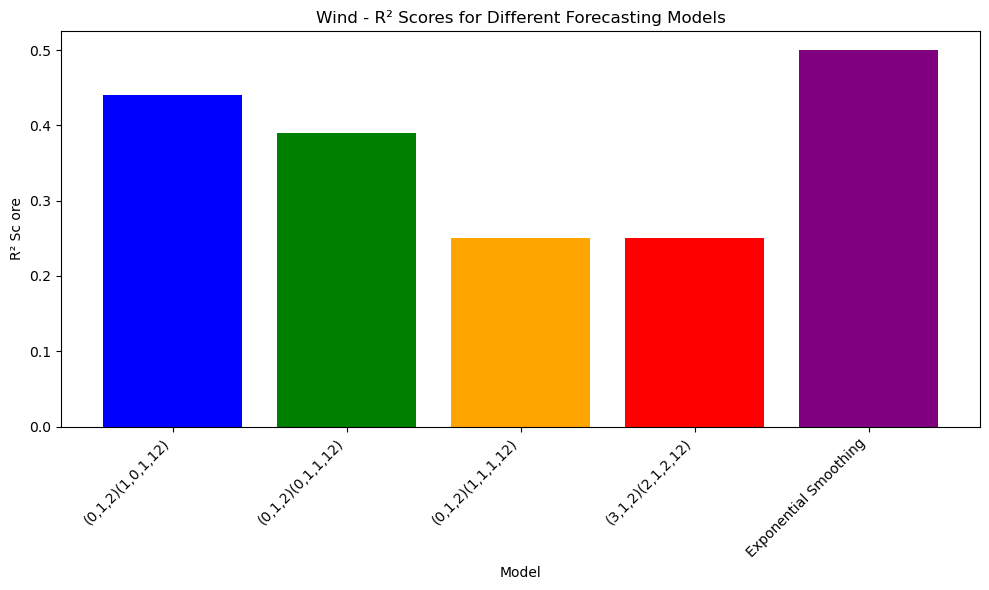 Wind - R² Scores for Different Forecasting Models
R² Sc ore
0.5
0.4
0.3
0.2
0.1
0.0
(0,1,2)(1,0,1,12)
(0,1,2)(0,1,1,12)
(0,1,2)(1,1,1,12)
(3,1,2)(2,1,2,12)
Exponential Smoothing
Model